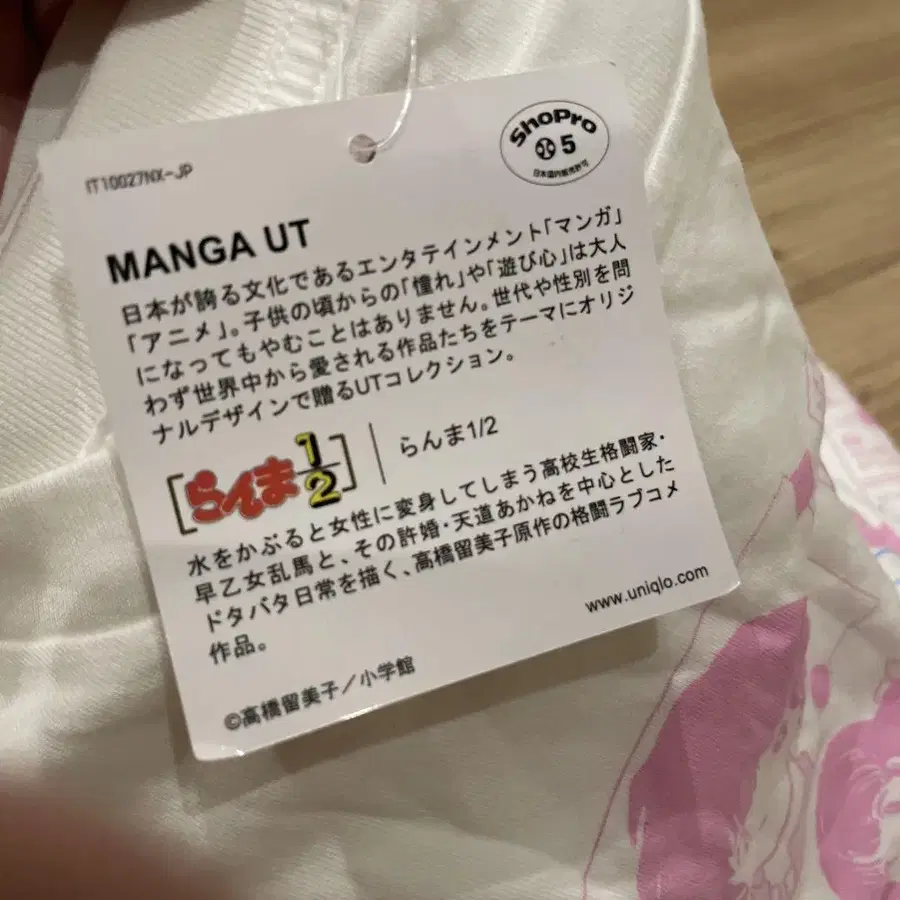 IT10027NX-JP
ShoPro
5
日本国内販売許可
MANGA UT
日本が誇る文化であるエンタテインメント「マンガ」
「アニメ」。子供の頃からの「憧れ」や「遊び心」は大人
になってもやむことはありません。世代や性別を問
わず世界中から愛される作品たちをテーマにオリジ
ナルデザインで贈るUTコレクション。
らんま1/2
らんま1/2
水をかぶると女性に変身してしまう高校生格闘家・
早乙女乱馬と、その許婚・天道あかねを中心とした
ドタバタ日常を描く、高橋留美子原作の格闘ラブコメ
作品。
www.uniqlo.com
©高橋留美子／小学館